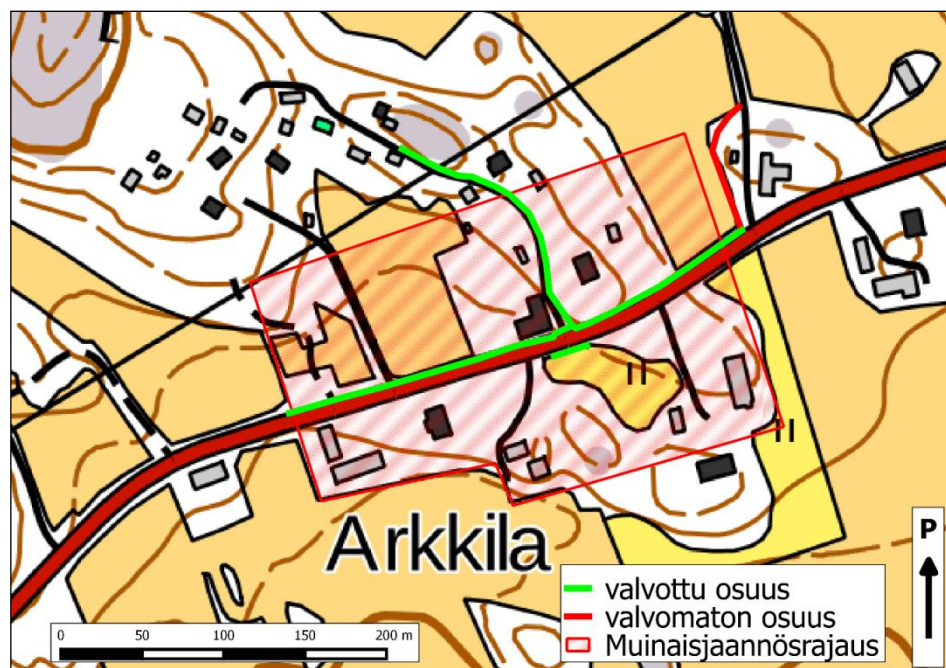 Arkkila
P
valvottu osuus
valvomaton osuus
Muinaisjaannösrajaus
0 50 100 150 200 m